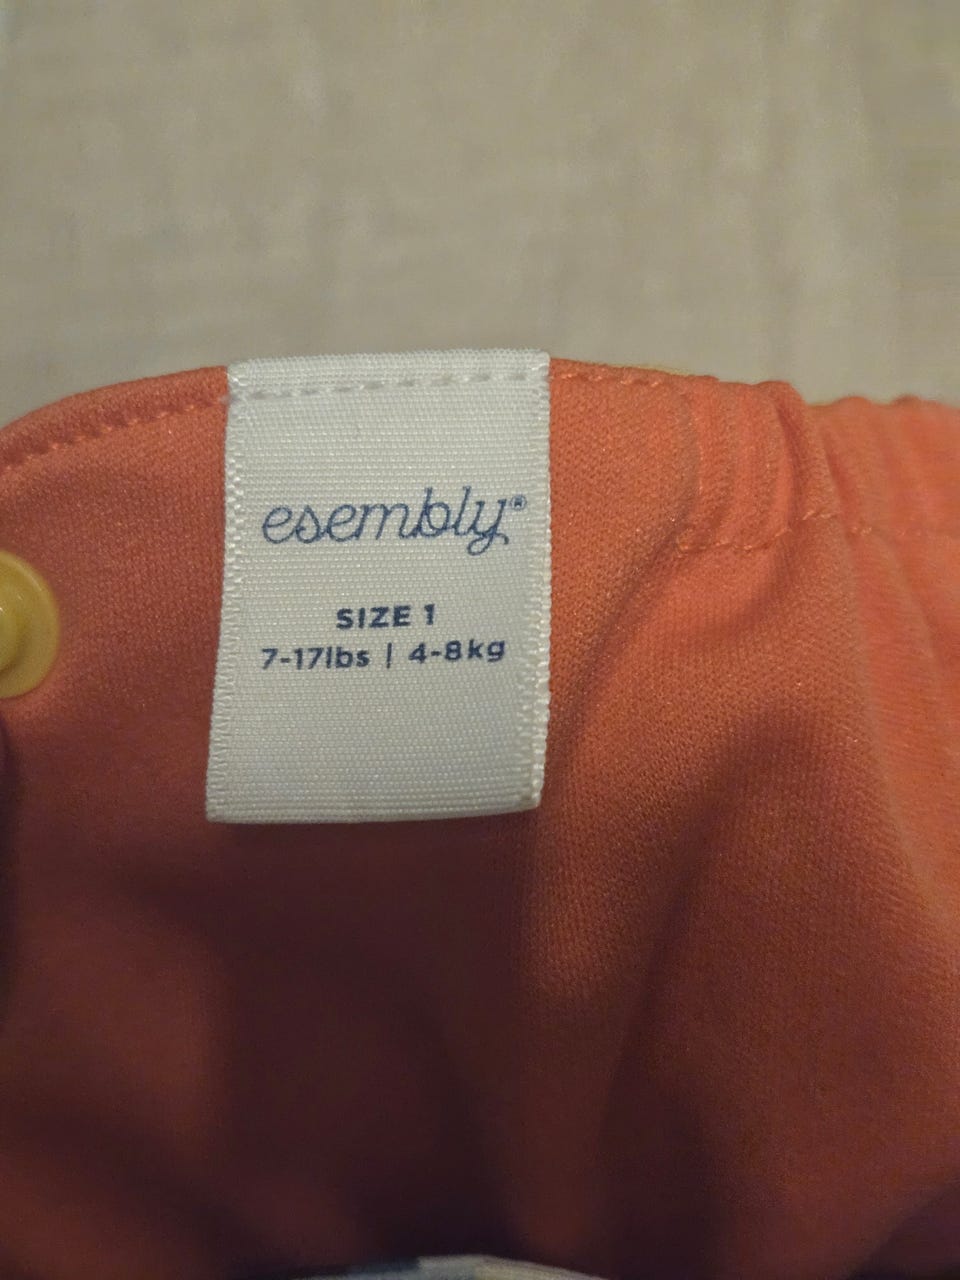 esembly®
SIZE 1
7-17lbs | 4-8kg